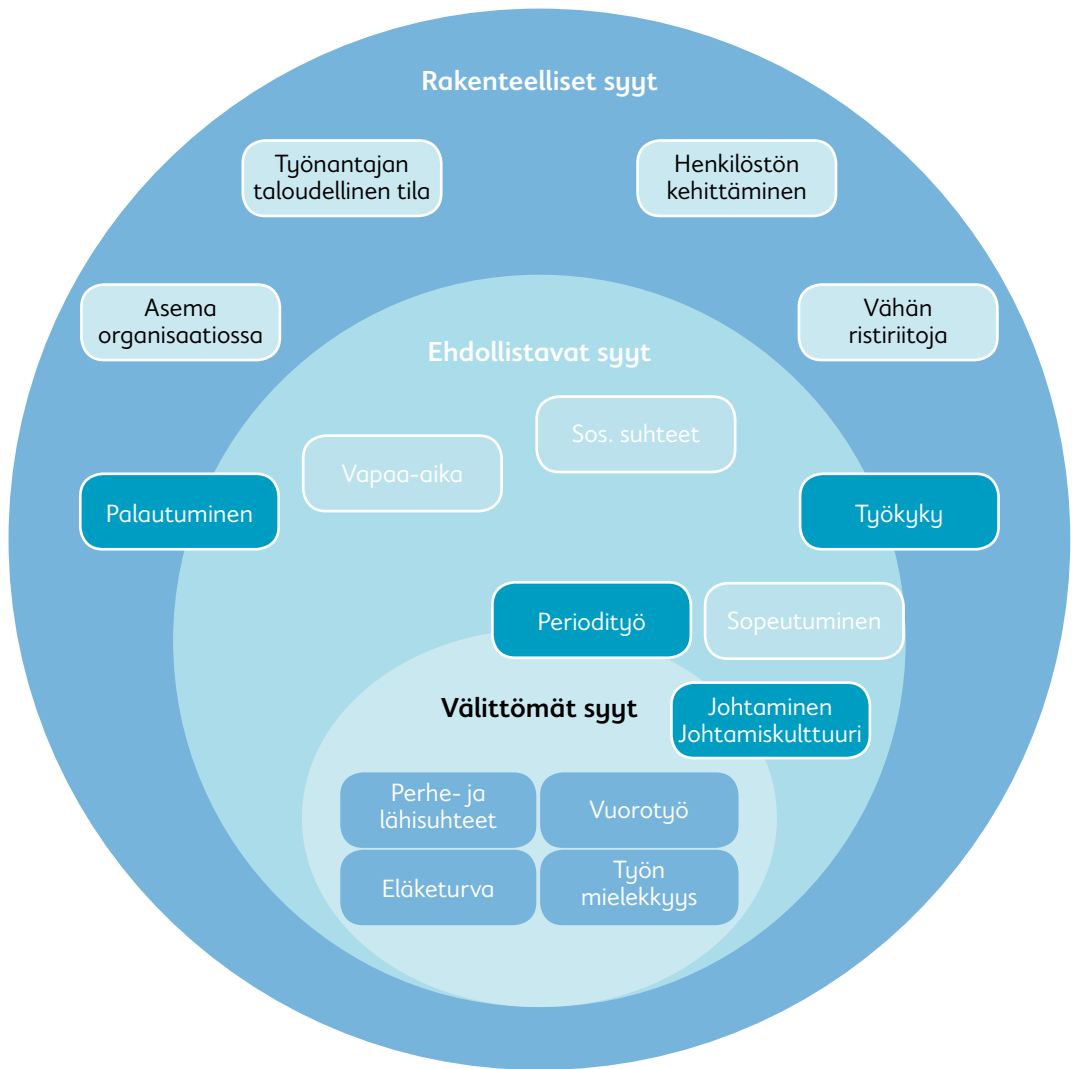 Rakenteelliset syyt
Työnantajan
taloudellinen tila
Henkilöstön
kehittäminen
Asema
organisaatiossa
Vähän
ristiriitoja
Ehdollistavat syyt
Sos. suhteet
Vapaa-aika
Palautuminen
Työkyky
Periodityö
Sopeutuminen
Välittömät syyt
Johtaminen
Johtamiskulttuuri
Perhe- ja
lähisuhteet
Vuorotyö
Eläketurva
Työn
mielekkyys